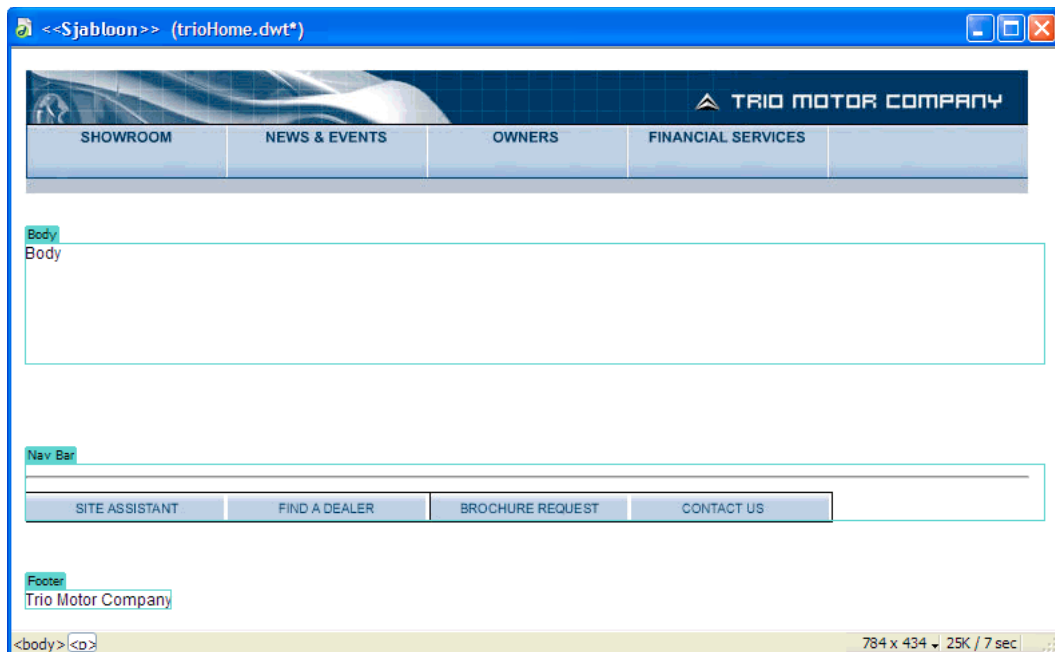 <<Sjabloon>> (trioHome.dwt*)
TRIO MOTOR COMPANY
SHOWROOM NEWS & EVENTS OWNERS FINANCIAL SERVICES
Body
Body
Nav Bar
SITE ASSISTANT FIND A DEALER BROCHURE REQUEST CONTACT US
Footer
Trio Motor Company
<body> <p> 784 x 434 25K / 7 sec